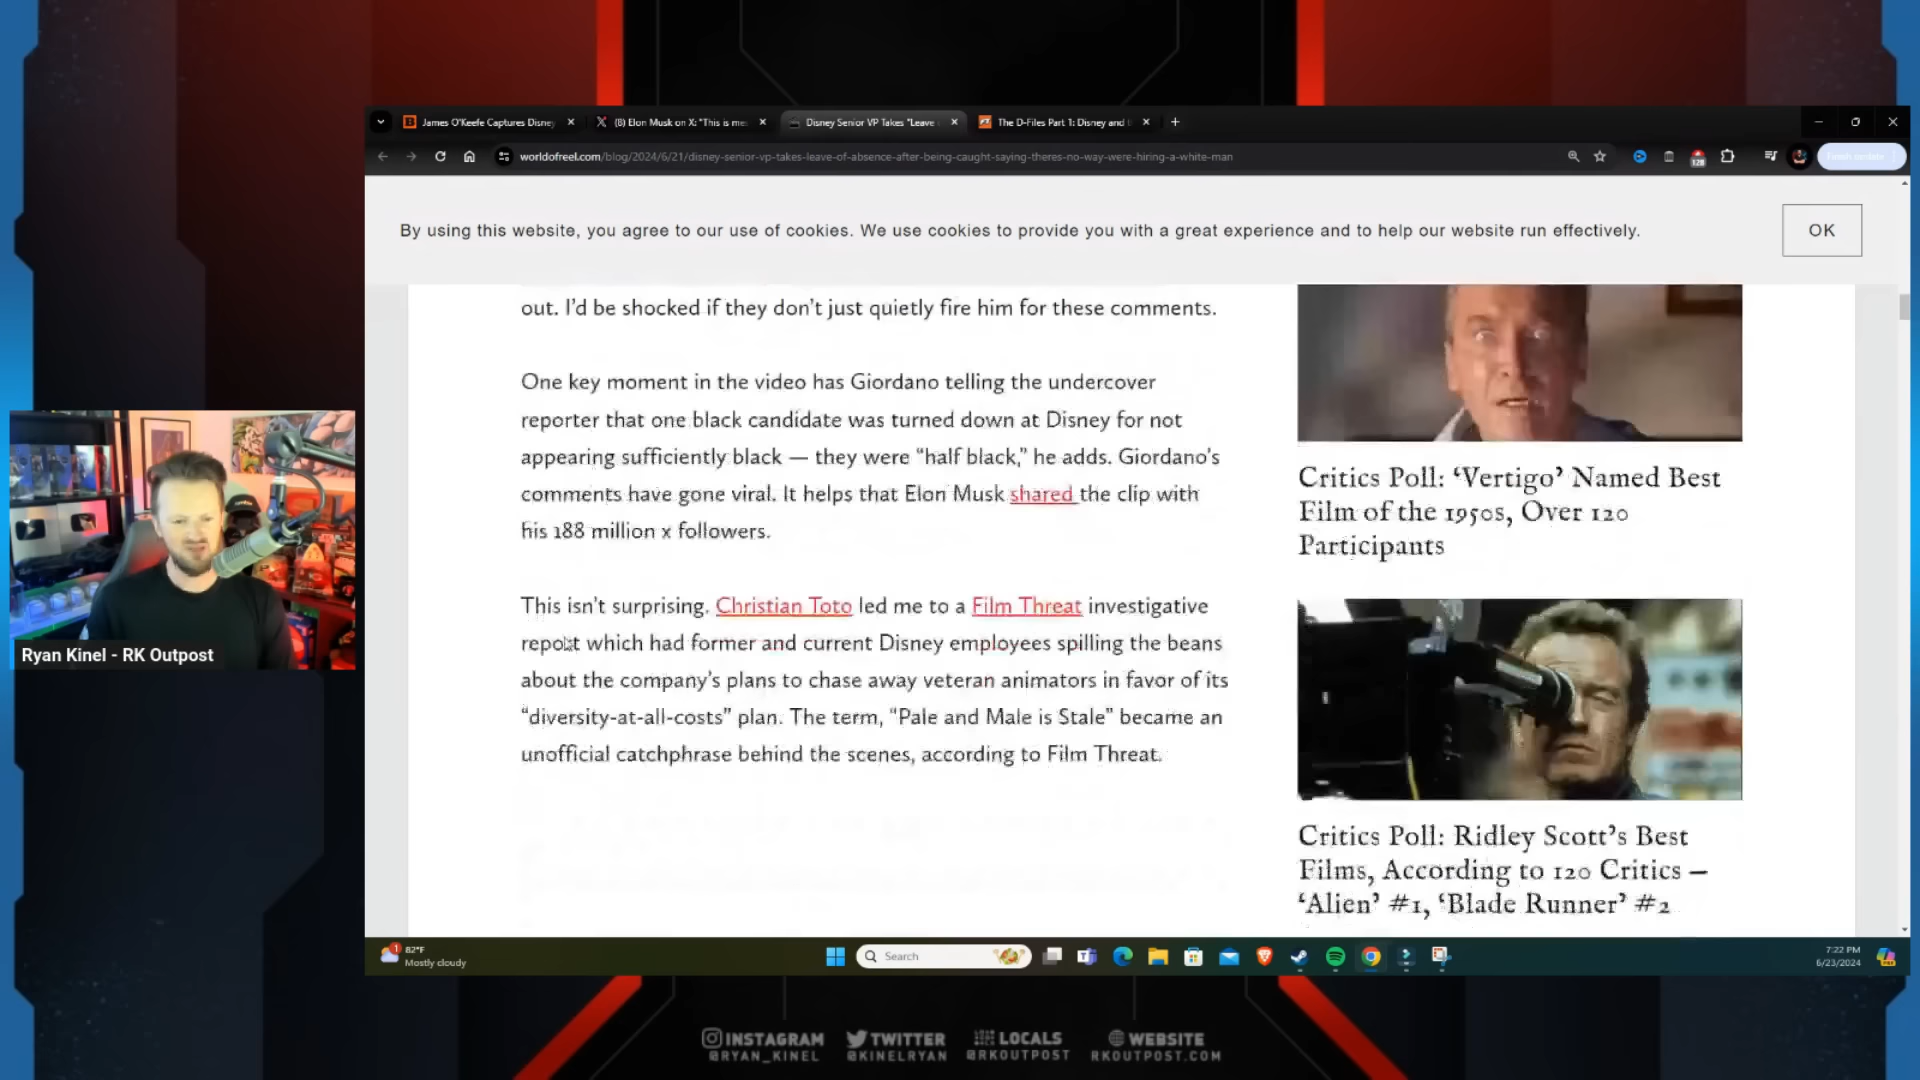 James O'Keefe Captures Disney
(8) Elon Musk on X: "This is me
Disney Senior VP Takes "Leave
The D-Files Part 1: Disney and
worldofreel.com/blog/2024/6/21/disney-senior-vp-takes-leave-of-absence-after-being-caught-saying-theres-no-way-were-hiring-a-white-man
128
By using this website, you agree to our use of cookies. We use cookies to provide you with a great experience and to help our website run effectively.
OK
out. I'd be shocked if they don't just quietly fire him for these comments.
One key moment in the video has Giordano telling the undercover
reporter that one black candidate was turned down at Disney for not
appearing sufficiently black — they were "half black," he adds. Giordano's
comments have gone viral. It helps that Elon Musk shared the clip with
his 188 million x followers.
This isn't surprising. Christian Toto led me to a Film Threat investigative
report which had former and current Disney employees spilling the beans
about the company's plans to chase away veteran animators in favor of its
"diversity-at-all-costs" plan. The term, "Pale and Male is Stale" became an
unofficial catchphrase behind the scenes, according to Film Threat.
Critics Poll: 'Vertigo' Named Best
Film of the 1950s, Over 120
Participants
Critics Poll: Ridley Scott's Best
Films, According to 120 Critics —
'Alien' #1, 'Blade Runner' #2
Ryan Kinel - RK Outpost
1
82°F
Mostly cloudy
Search
7:22 PM
6/23/2024
INSTAGRAM
@RYAN_KINEL
TWITTER
@KINELRYAN
LOCALS
@RKOUTPOST
WEBSITE
RKOUTPOST.COM